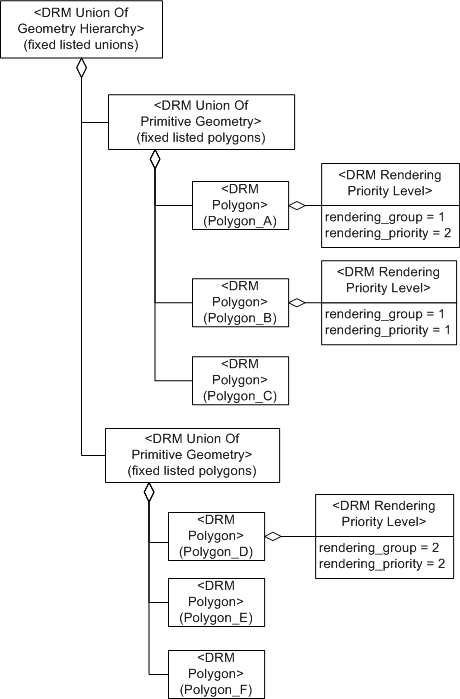 <DRM Union Of
Geometry Hierarchy>
(fixed listed unions)
<DRM Union Of
Primitive Geometry>
(fixed listed polygons)
<DRM
Polygon>
(Polygon_A)
<DRM Rendering
Priority Level>
rendering_group = 1
rendering_priority = 2
<DRM
Polygon>
(Polygon_B)
<DRM Rendering
Priority Level>
rendering_group = 1
rendering_priority = 1
<DRM
Polygon>
(Polygon_C)
<DRM Union Of
Primitive Geometry>
(fixed listed polygons)
<DRM
Polygon>
(Polygon_D)
<DRM Rendering
Priority Level>
rendering_group = 2
rendering_priority = 2
<DRM
Polygon>
(Polygon_E)
<DRM
Polygon>
(Polygon_F)